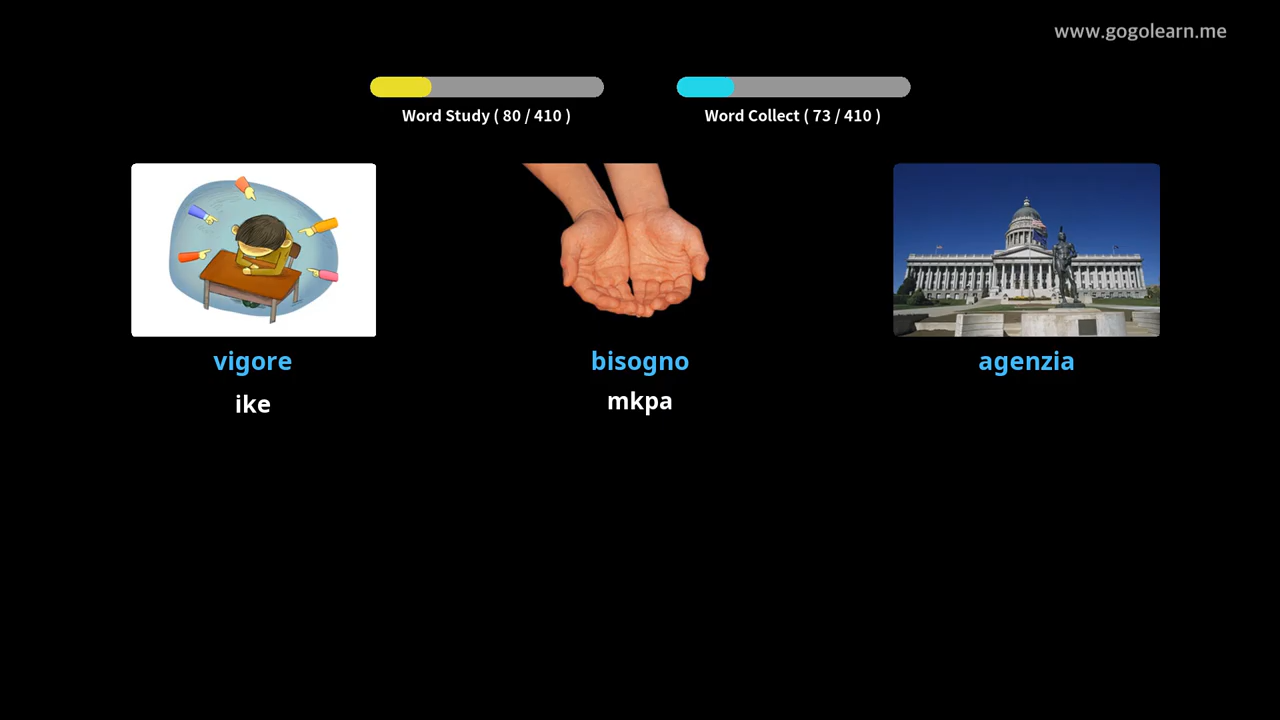 www.gogolearn.me
Word Study ( 80 / 410 )
Word Collect ( 73 / 410 )
vigore
bisogno
agenzia
ike
mkpa